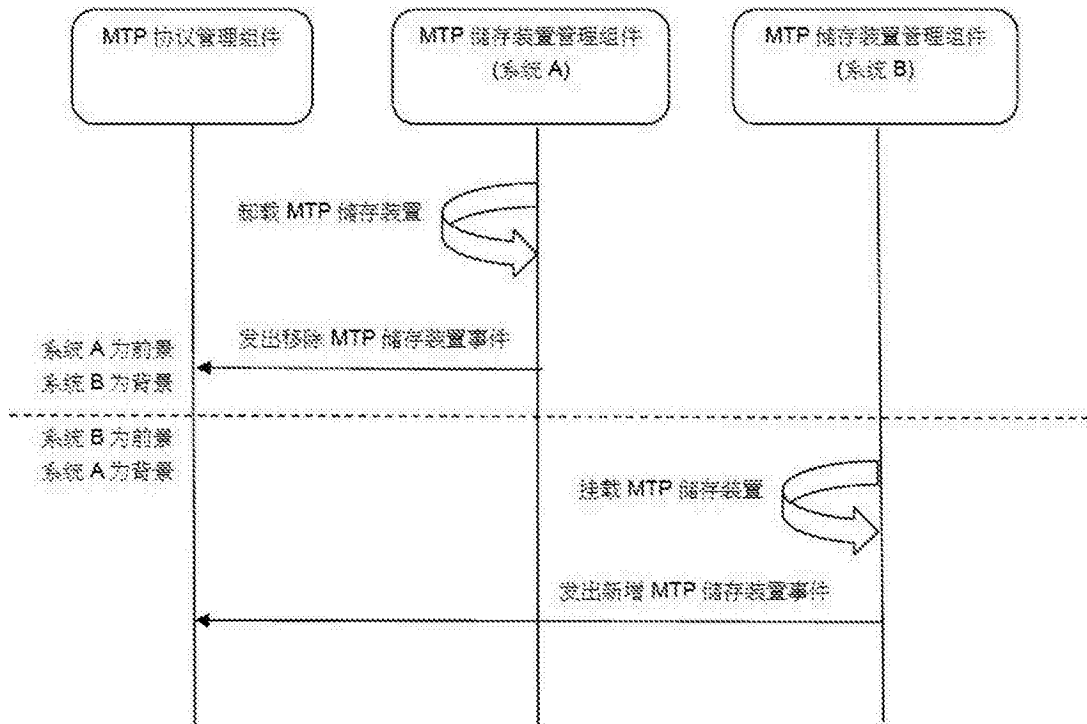 MTP 协议管理组件
MTP 储存装置管理组件
(系统 A)
MTP 储存装置管理组件
(系统 B)
卸载 MTP 储存装置
发出移除 MTP 储存装置事件
系统 A 为前景
系统 B 为背景
系统 B 为前景
系统 A 为背景
挂载 MTP 储存装置
发出新增 MTP 储存装置事件